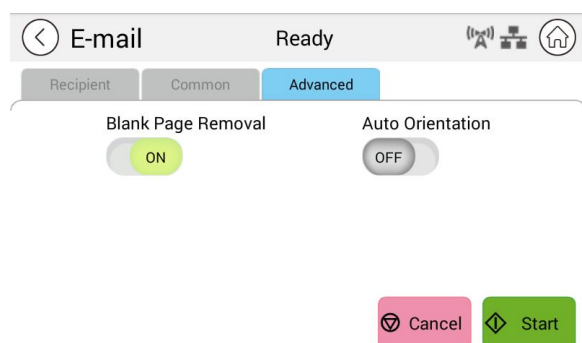 E-mail Ready
Recipient Common Advanced
Blank Page Removal Auto Orientation
ON OFF
Cancel Start